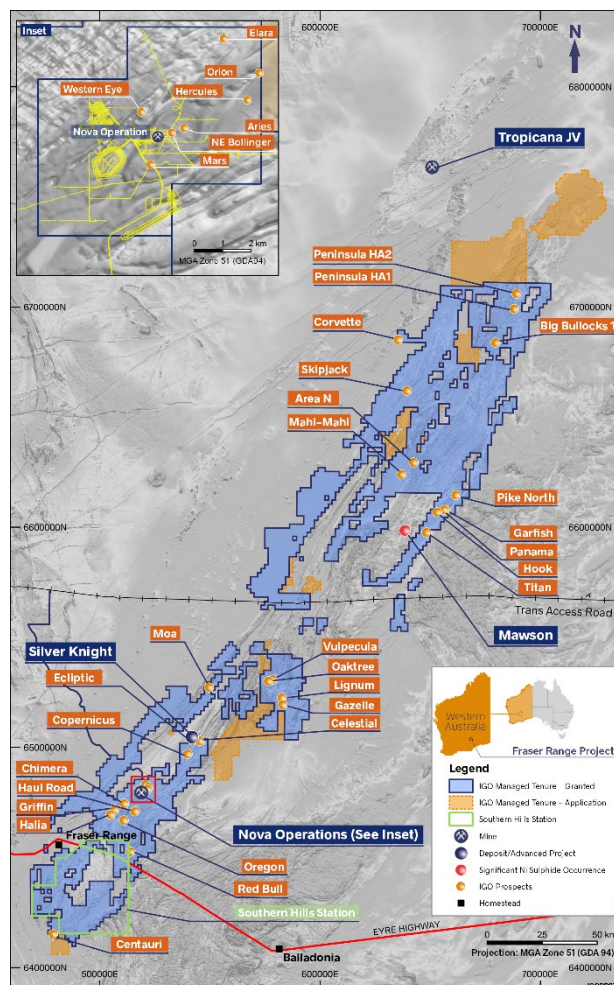 Inset
Elara
Orion
Hercules
Western Eye
Nova Operation
Aries
NE Bollinger
Mars
0 1 2 km
MGA Zone 51 (GDA94)
600000E
700000E
N
6800000N
Tropicana JV
Peninsula HA2
Peninsula HA1
6700000N
6700000N
Corvette
Big Bullocks 1
Skipjack
Area N
Mahl-Mahl
Pike North
6600000N
6600000N
Garfish
Panama
Hook
Titan
Trans Access Road
Mawson
Moa
Silver Knight
Vulpecula
Oaktree
Ecliptic
Lignum
Copernicus
Gazelle
Celestial
6500000N
Chimera
Haul Road
Griffin
Halia
Nova Operations (See Inset)
Fraser Range
Oregon
Red Bull
Southern Hills Station
Centauri
EYRE HIGHWAY
Balladonia
Western
Australia
Fraser Range Project
Legend
IGO Managed Tenure - Granted
IGO Managed Tenure - Application
Southern Hills Station
Mine
Deposit/Advanced Project
Significant Ni Sulphide Occurrence
IGO Prospects
Homestead
0 25 50 km
Projection: MGA Zone 51 (GDA 94)
6400000N
6400000N
500000E
600000E
700000E